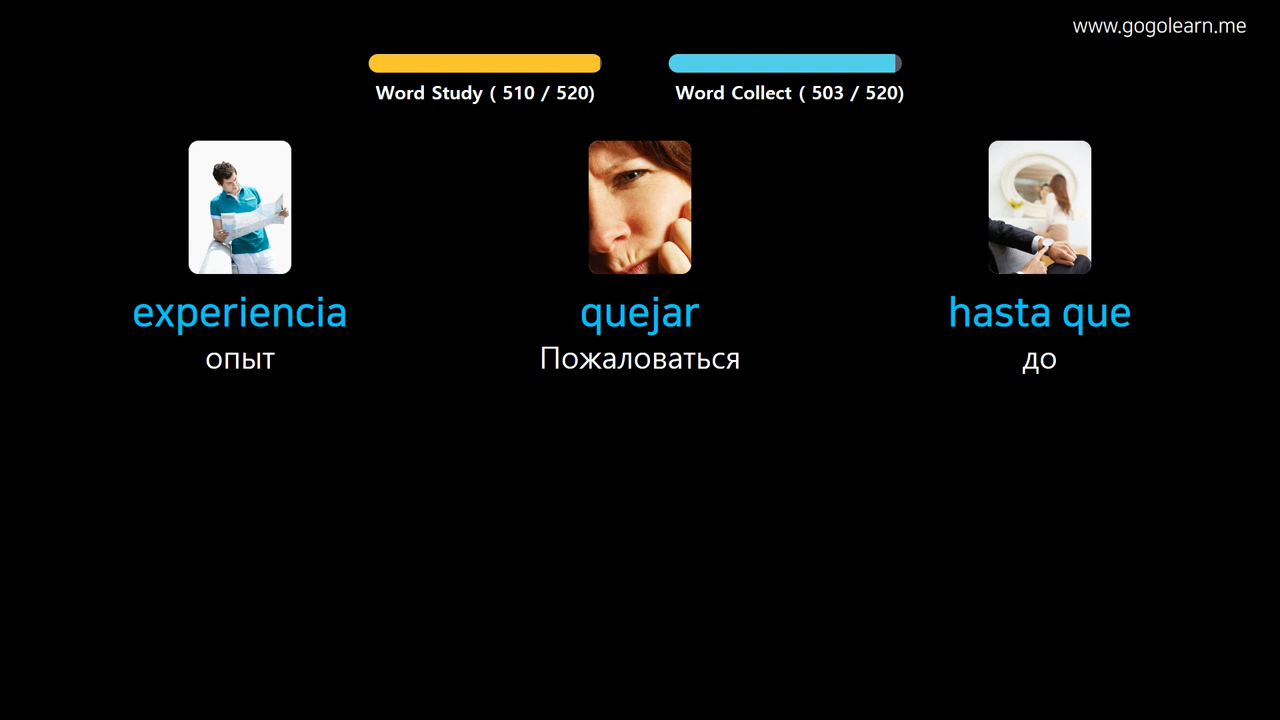 www.gogolearn.me
Word Study ( 510 / 520)
Word Collect ( 503 / 520)
experiencia
quejar
hasta que
опыт
Пожаловаться
до